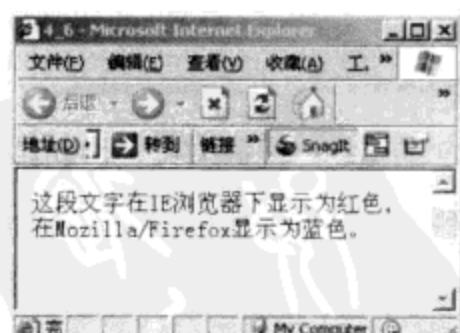 4_6 - Microsoft Internet Explorer
文件(F) 编辑(E) 查看(V) 收藏(A) 工, »
后退 »
地址(D) 转到 链接 » SnagIt
这段文字在IE浏览器下显示为红色,
在Mozilla/Firefox显示为蓝色。
完 My Computer